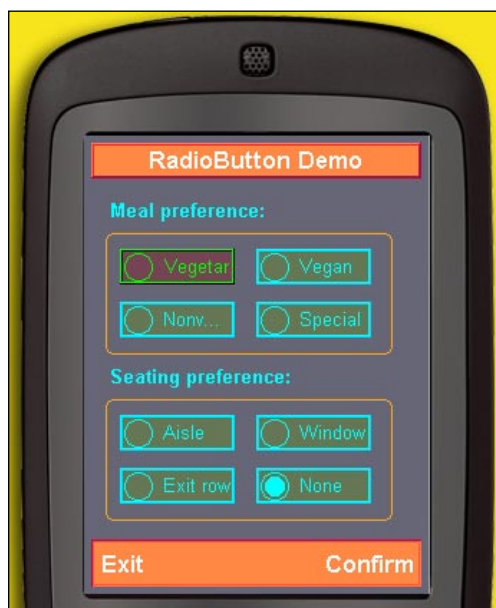 RadioButton Demo
Meal preference:
Vegetar Vegan
Nonv... Special
Seating preference:
Aisle Window
Exit row None
Exit Confirm